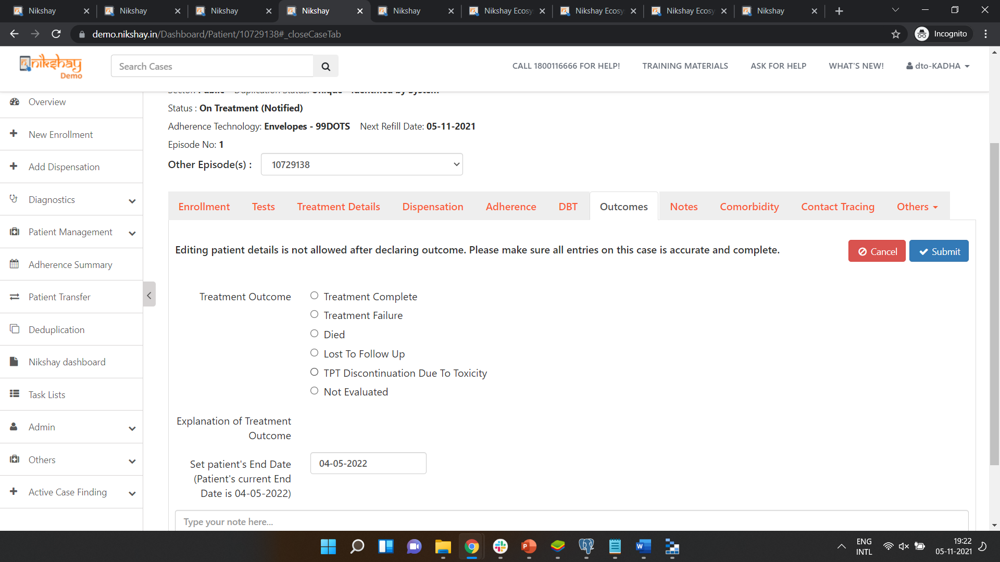 Nikshay
Nikshay
Nikshay
Nikshay
Nikshay
Nikshay Ecosy
Nikshay Ecosy
Nikshay Ecosy
Nikshay
demo.nikshay.in/Dashboard/Patient/10729138#_closeCaseTab
Incognito
nikshay
Demo
Search Cases
CALL 1800116666 FOR HELP!
TRAINING MATERIALS
ASK FOR HELP
WHAT'S NEW!
dto-KADHA
Overview
New Enrollment
Add Dispensation
Diagnostics
Patient Management
Adherence Summary
Patient Transfer
Deduplication
Nikshay dashboard
Task Lists
Admin
Others
Active Case Finding
Sector: Public Duplication Status: Unique - Identified by System
Status : On Treatment (Notified)
Adherence Technology: Envelopes - 99DOTS Next Refill Date: 05-11-2021
Episode No: 1
Other Episode(s) : 10729138
Enrollment Tests Treatment Details Dispensation Adherence DBT Outcomes Notes Comorbidity Contact Tracing Others
Editing patient details is not allowed after declaring outcome. Please make sure all entries on this case is accurate and complete.
Cancel
Submit
Treatment Outcome
Treatment Complete
Treatment Failure
Died
Lost To Follow Up
TPT Discontinuation Due To Toxicity
Not Evaluated
Explanation of Treatment
Outcome
Set patient's End Date
(Patient's current End
Date is 04-05-2022)
04-05-2022
Type your note here...
ENG
INTL
19:22
05-11-2021